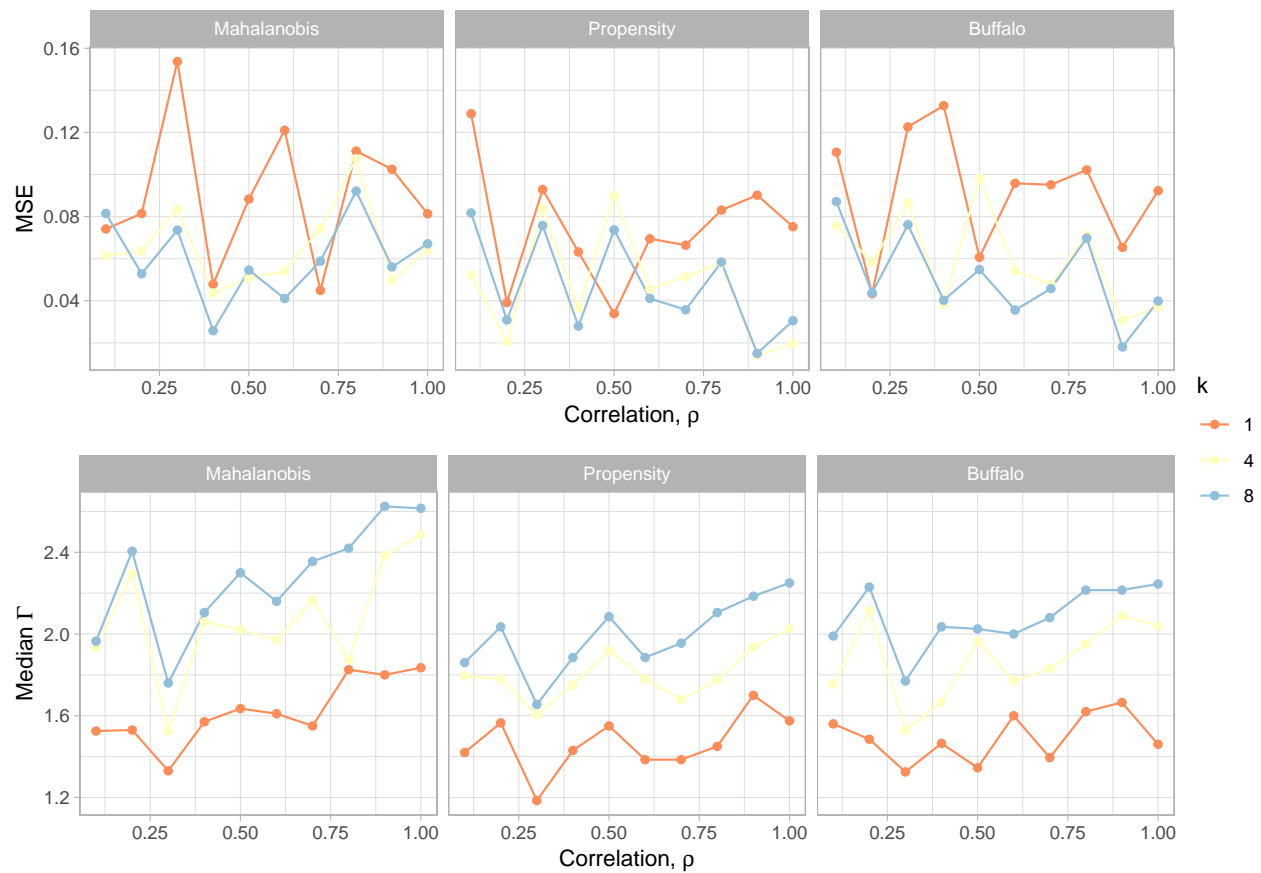 Mahalanobis Propensity Buffalo
0.16
0.12
0.08
0.04
MSE
0.25 0.50 0.75 1.00 0.25 0.50 0.75 1.00 0.25 0.50 0.75 1.00
Correlation, ρ
k
1
4
8
Mahalanobis Propensity Buffalo
2.4
2.0
1.6
1.2
Median Γ
0.25 0.50 0.75 1.00 0.25 0.50 0.75 1.00 0.25 0.50 0.75 1.00
Correlation, ρ